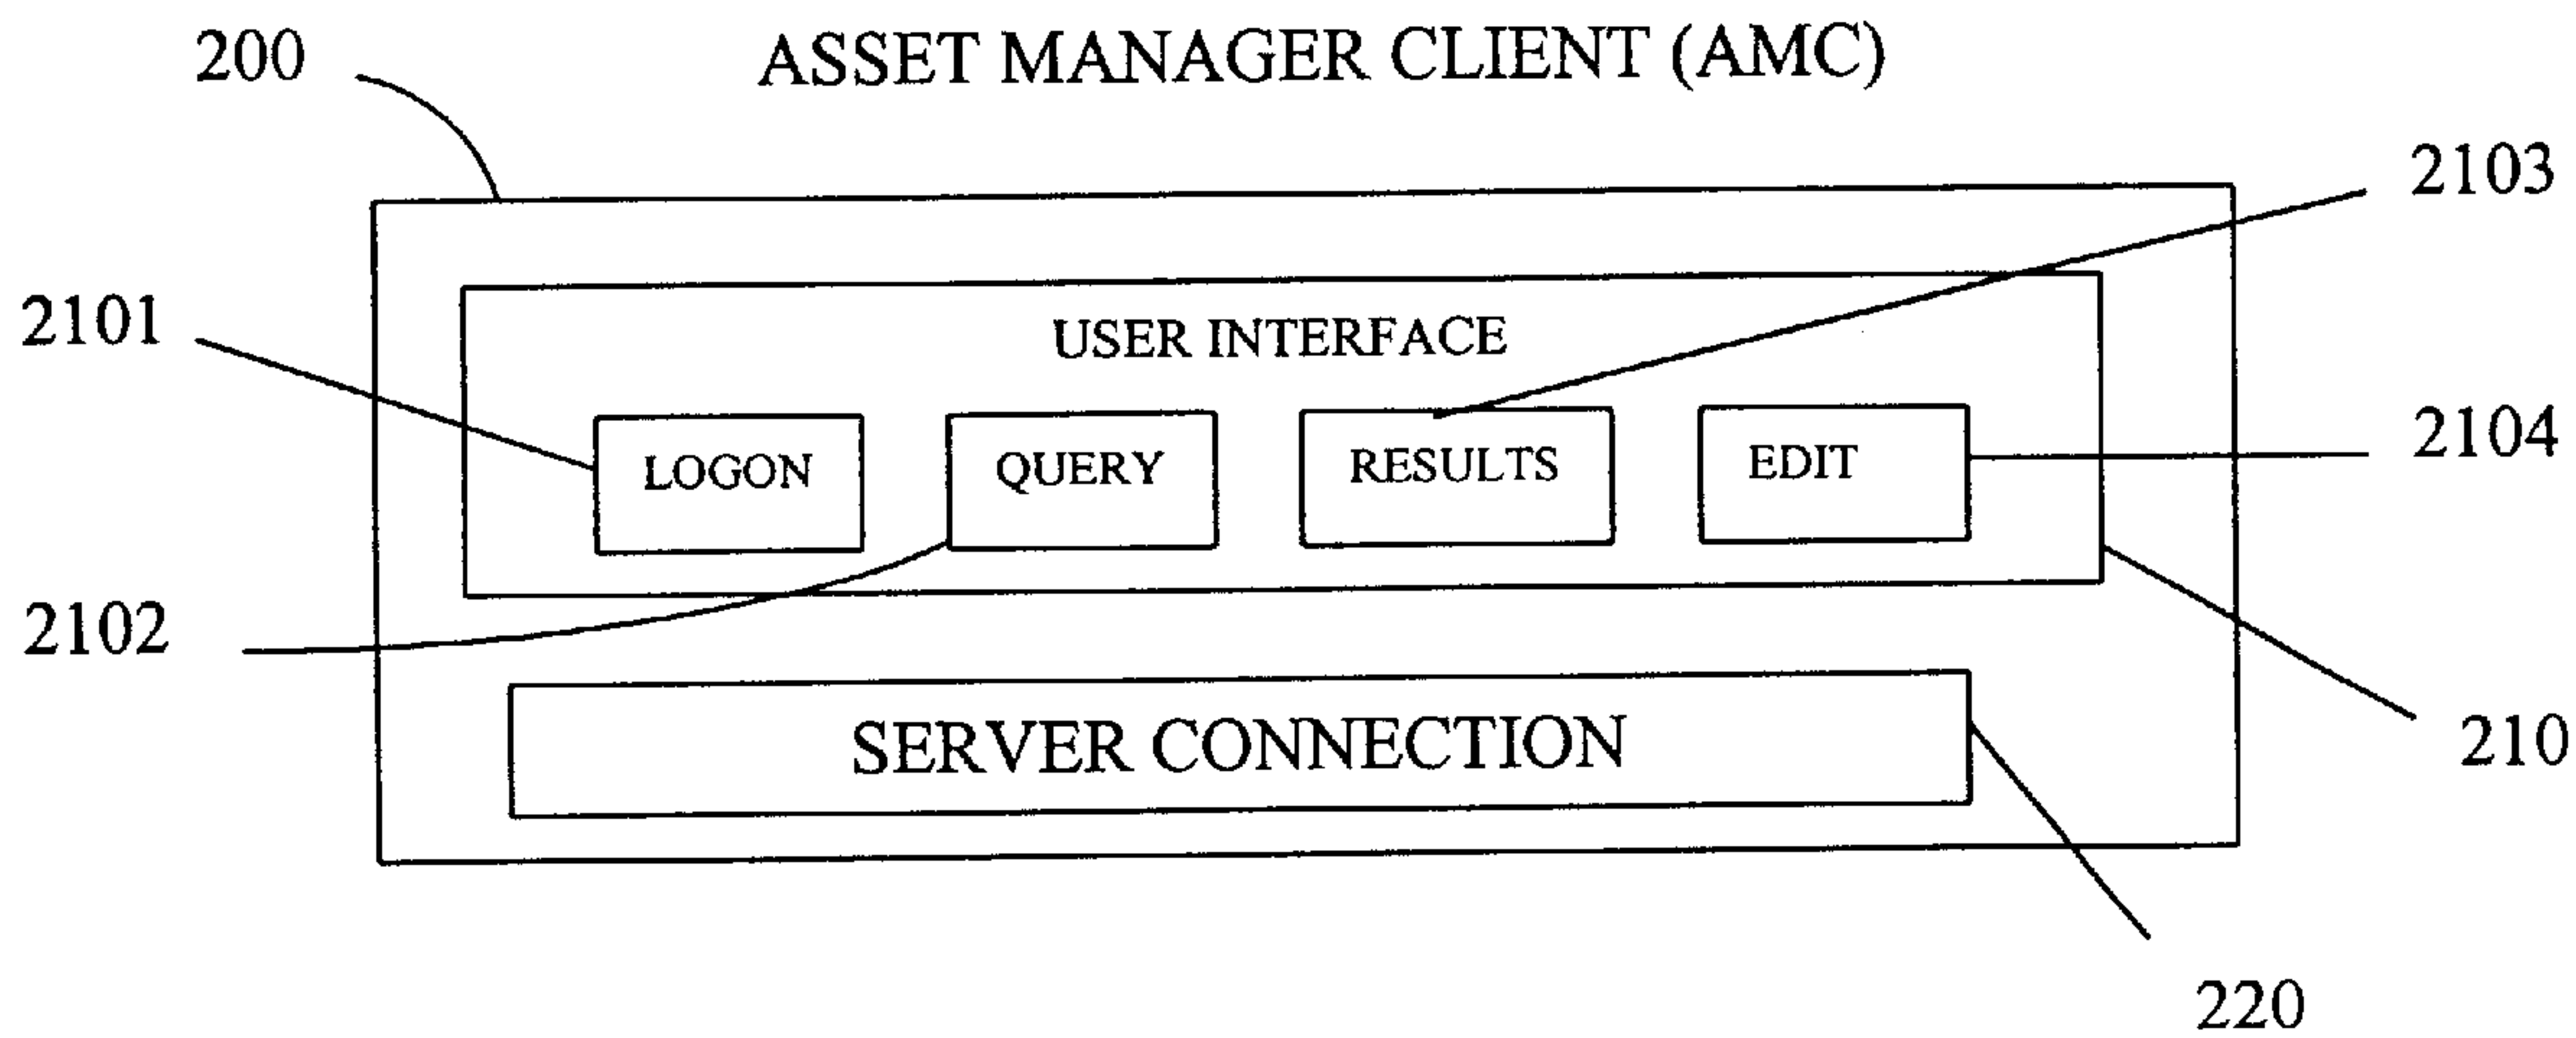 200
ASSET MANAGER CLIENT (AMC)
2103
2101
USER INTERFACE
LOGON
QUERY
RESULTS
EDIT
2104
2102
SERVER CONNECTION
210
220